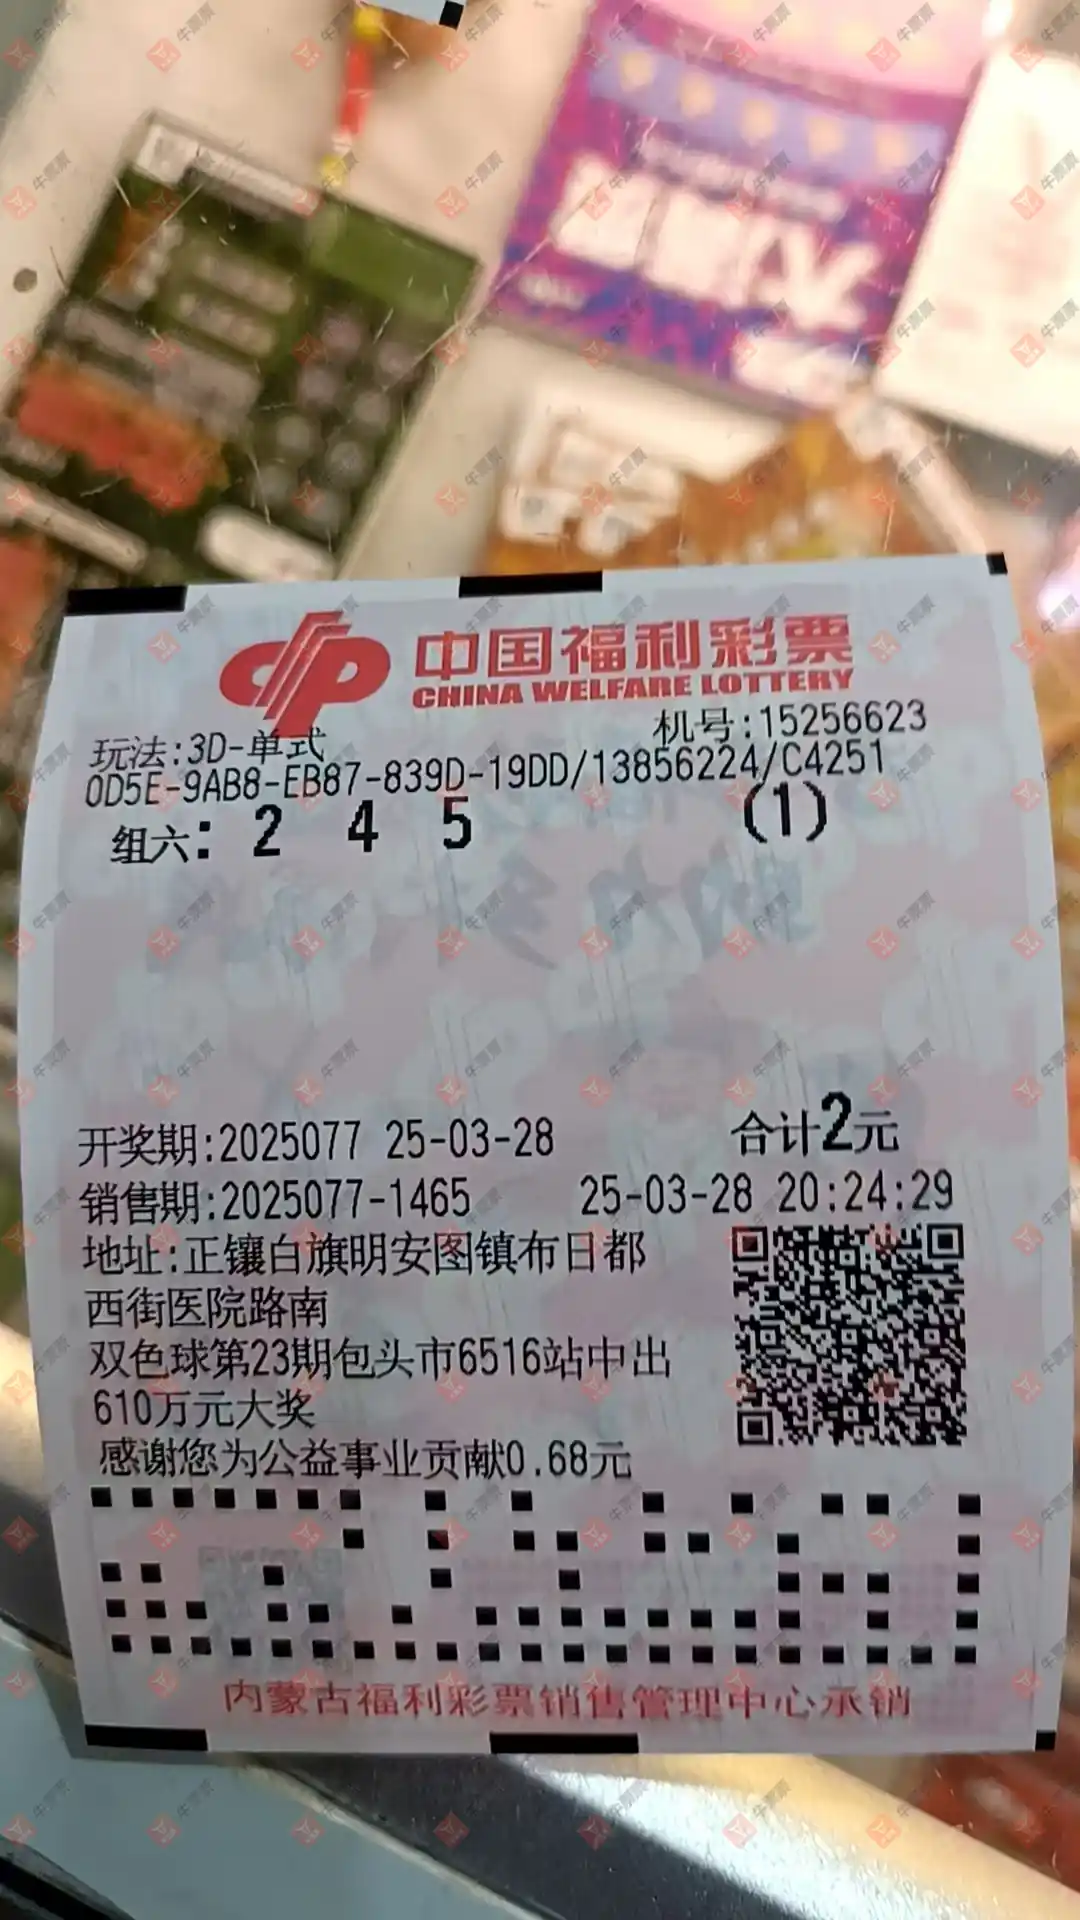 中国福利彩票
CHINA WELFARE LOTTERY
机号:15256623
玩法:3D-单式
0D5E-9AB8-EB87-839D-19DD/13856224/C4251
组六: 2 4 5 (1)
开奖期:2025077 25-03-28 合计2元
销售期:2025077-1465 25-03-28 20:24:29
地址:正镶白旗明安图镇布日都
西街医院路南
双色球第23期包头市6516站中出
610万元大奖
感谢您为公益事业贡献0.68元
内蒙古福利彩票销售管理中心承销
牛票票